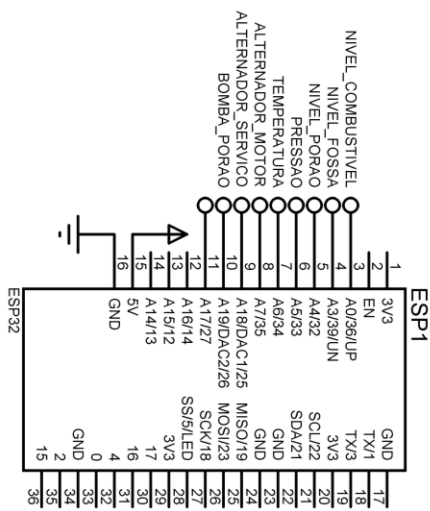 ESP1
NIVEL_COMBUSTIVEL
NIVEL_FOSSA
NIVEL_PORAO
PRESSAO
TEMPERATURA
ALTERNADOR_MOTOR
ALTERNADOR_SERVICO
BOMBA_PORAO
1
2
3
4
5
6
7
8
9
10
11
12
13
14
15
16
3V3
EN
A0/36/UP
A3/39/UN
A4/32
A5/33
A6/34
A7/35
A18/DAC1/25
A19/DAC2/26
A17/27
A16/14
A15/12
A14/13
5V
GND
GND
TX/1
TX/3
3V3
SCL/22
SDA/21
GND
GND
MISO/19
MOSI/23
SCK/18
SS/5/LED
3V3
17
16
4
0
GND
2
15
17
18
19
20
21
22
23
24
25
26
27
28
29
30
31
32
33
34
35
36
ESP32